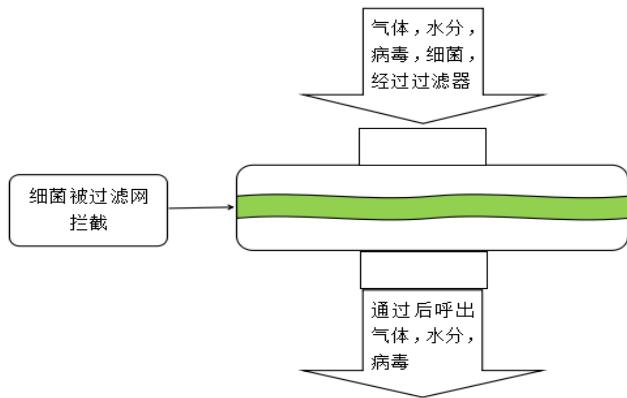 气体，水分，
病毒，细菌，
经过过滤器
细菌被过滤网
拦截
通过后呼出
气体，水分，
病毒